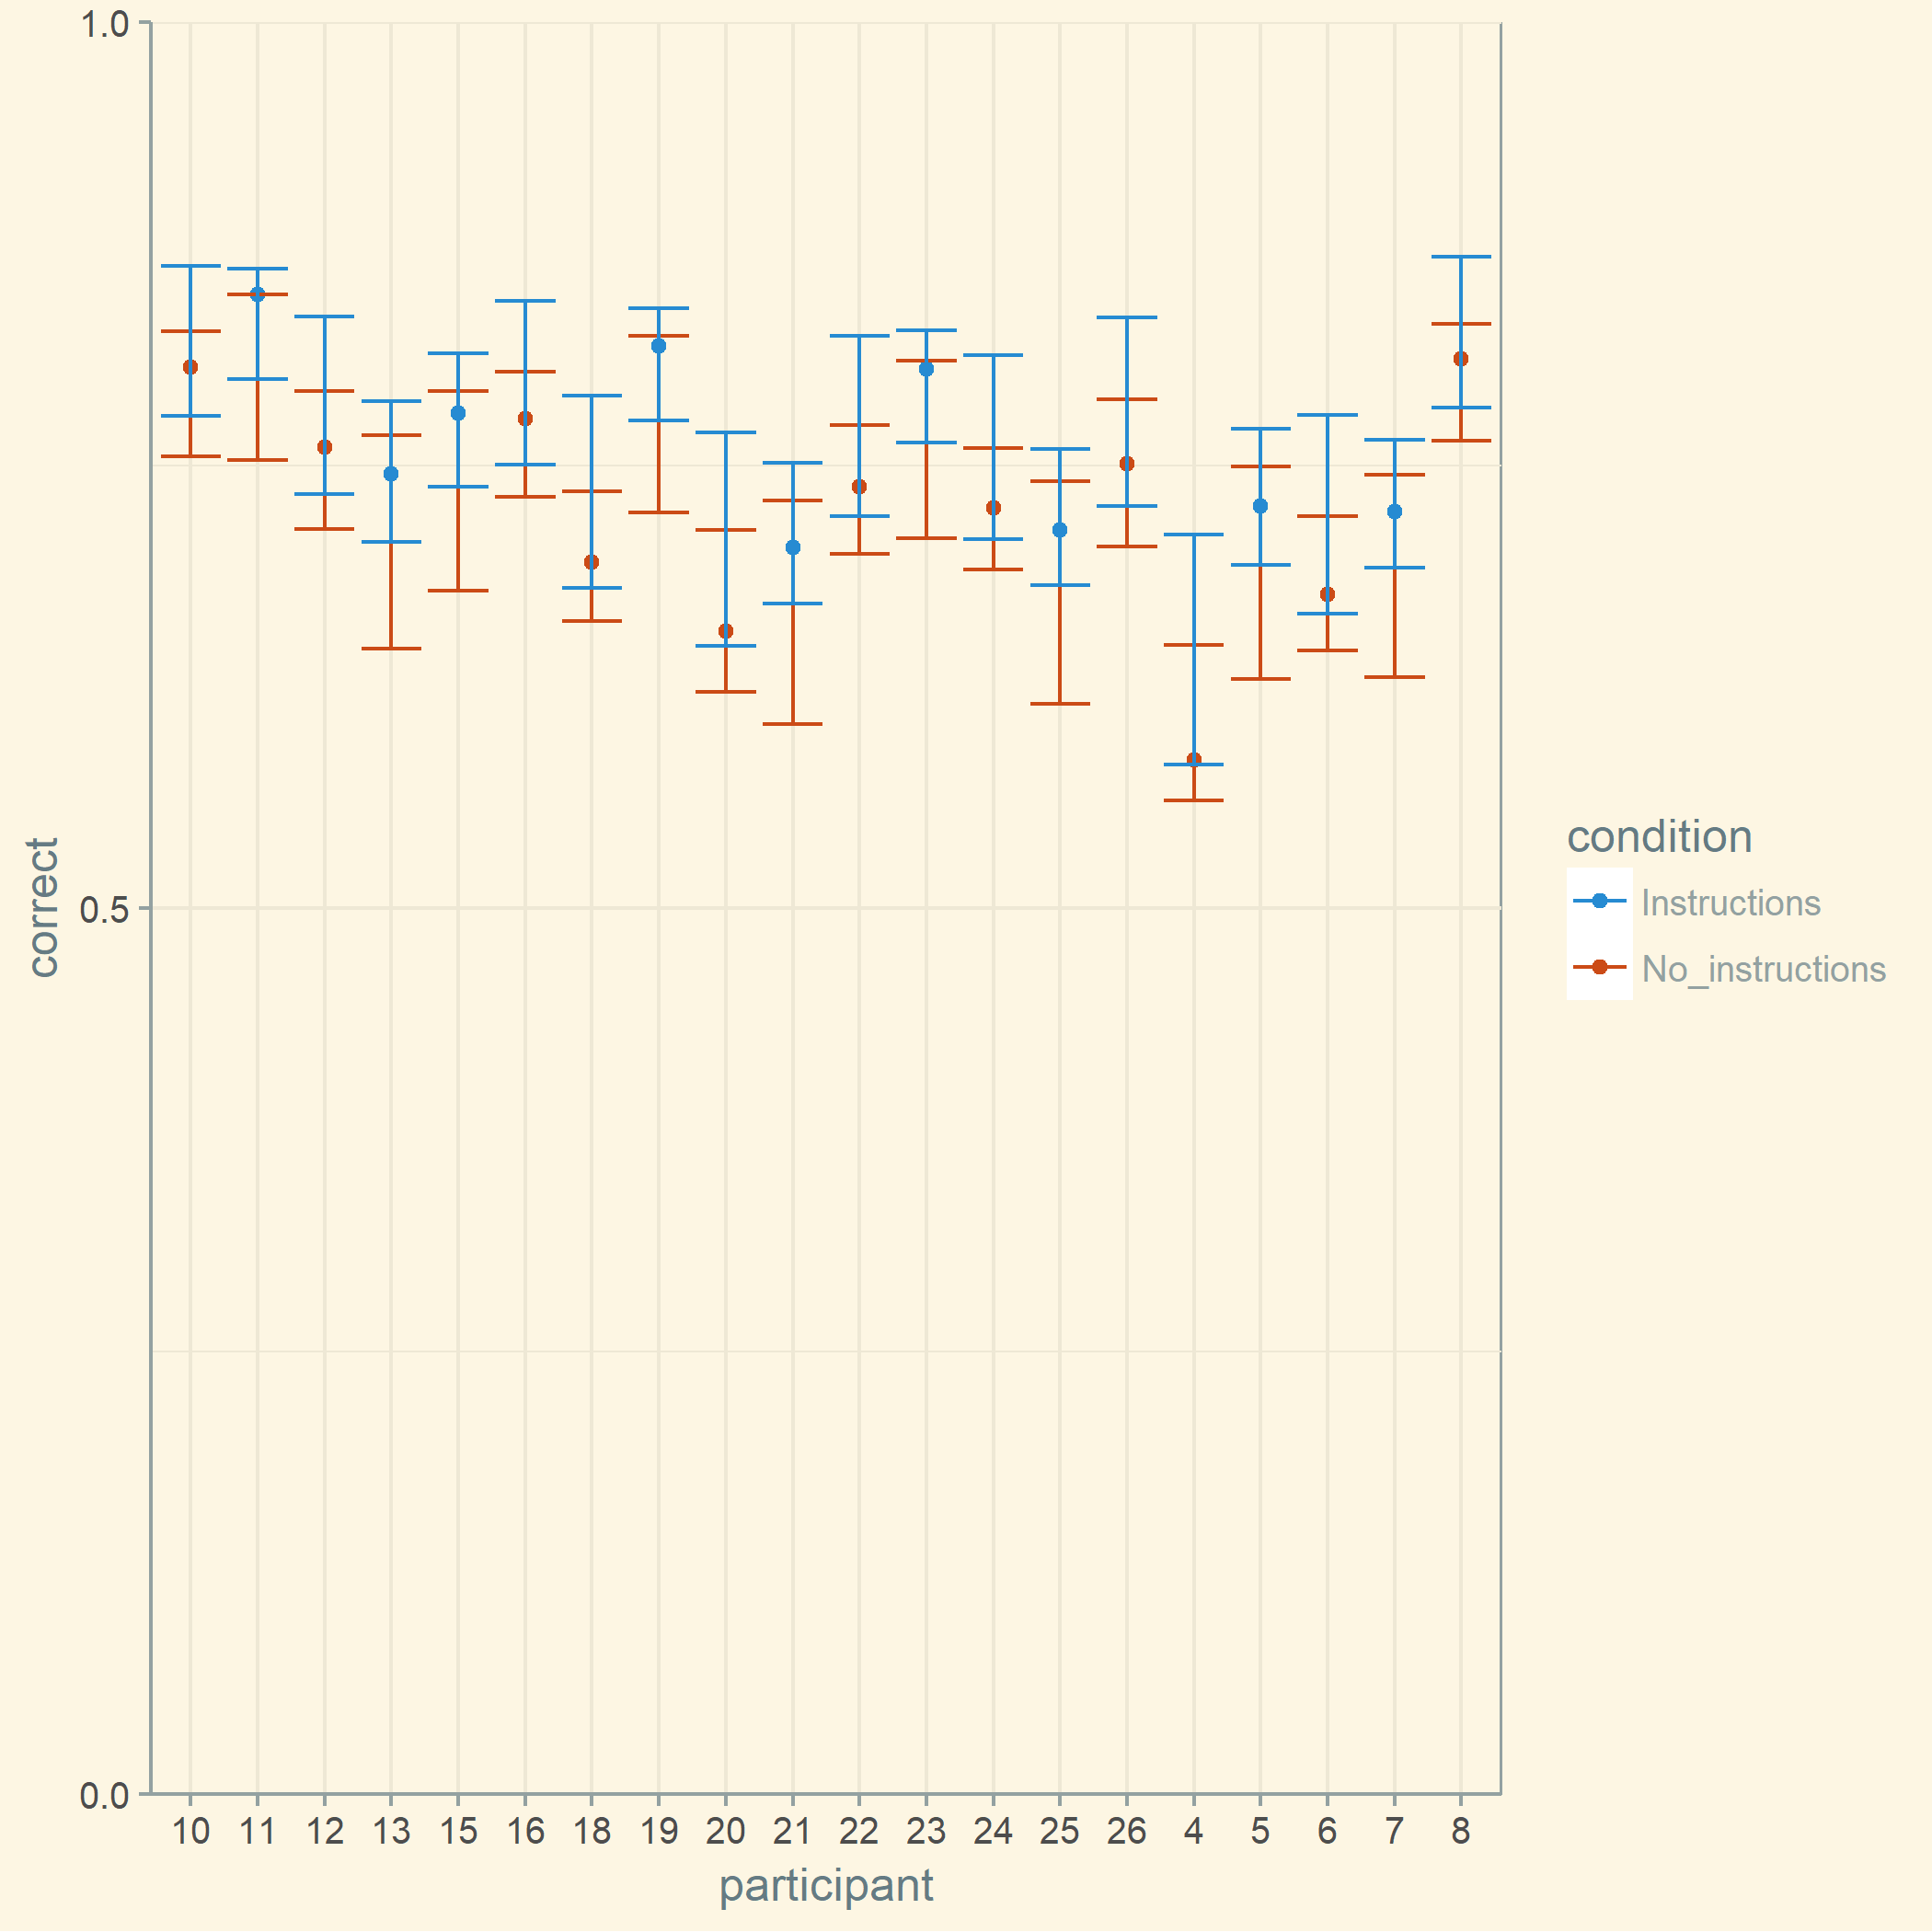 1.0
0.5
0.0
correct
10 11 12 13 15 16 18 19 20 21 22 23 24 25 26 4 5 6 7 8
participant
condition
Instructions
No_instructions